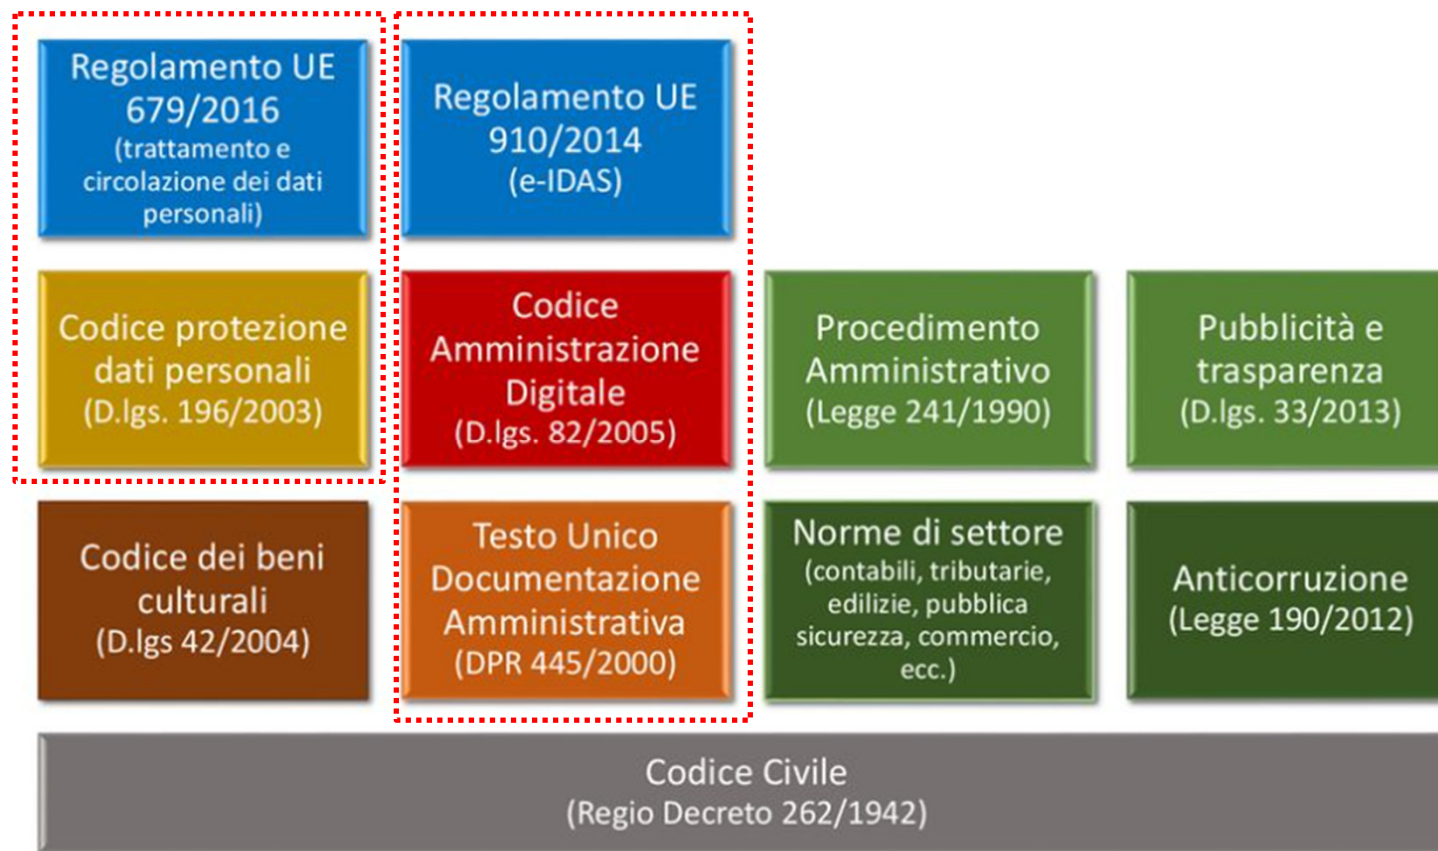 Regolamento UE
679/2016
(trattamento e
circolazione dei dati
personali)
Regolamento UE
910/2014
(e-IDAS)
Codice protezione
dati personali
(D.lgs. 196/2003)
Codice
Amministrazione
Digitale
(D.lgs. 82/2005)
Procedimento
Amministrativo
(Legge 241/1990)
Pubblicità e
trasparenza
(D.lgs. 33/2013)
Codice dei beni
culturali
(D.lgs 42/2004)
Testo Unico
Documentazione
Amministrativa
(DPR 445/2000)
Norme di settore
(contabili, tributarie,
edilizie, pubblica
sicurezza, commercio,
ecc.)
Anticorruzione
(Legge 190/2012)
Codice Civile
(Regio Decreto 262/1942)